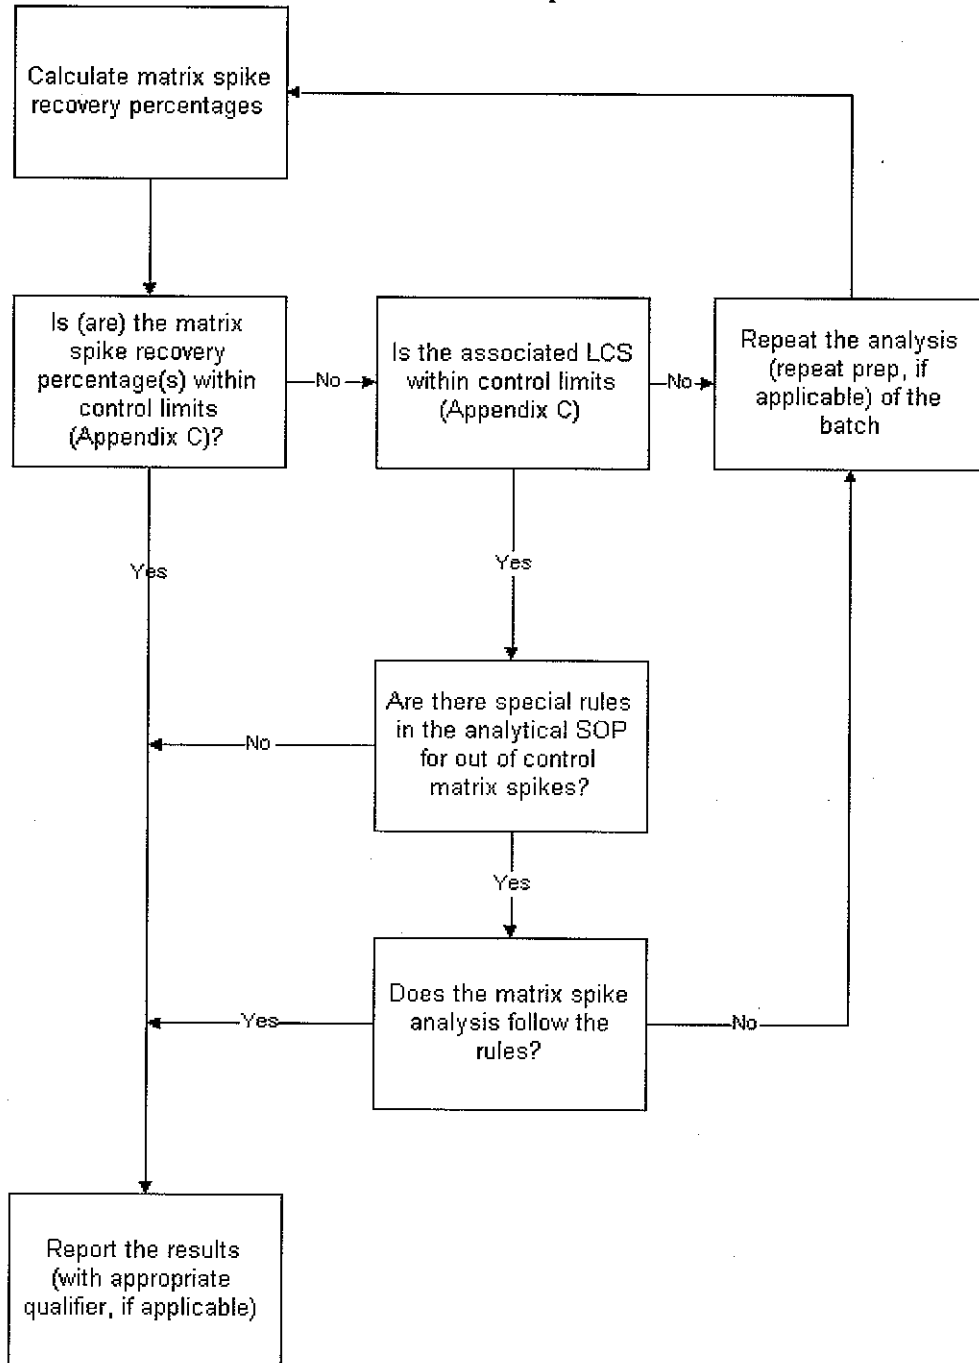 Calculate matrix spike
recovery percentages
Is (are) the matrix
spike recovery
percentage(s) within
control limits
(Appendix C)?
No
Is the associated LCS
within control limits
(Appendix C)
No
Repeat the analysis
(repeat prep, if
applicable) of the
batch
Yes
Yes
Are there special rules
in the analytical SOP
for out of control
matrix spikes?
No
Yes
Does the matrix spike
analysis follow the
rules?
Yes
No
Report the results
(with appropriate
qualifier, if applicable)